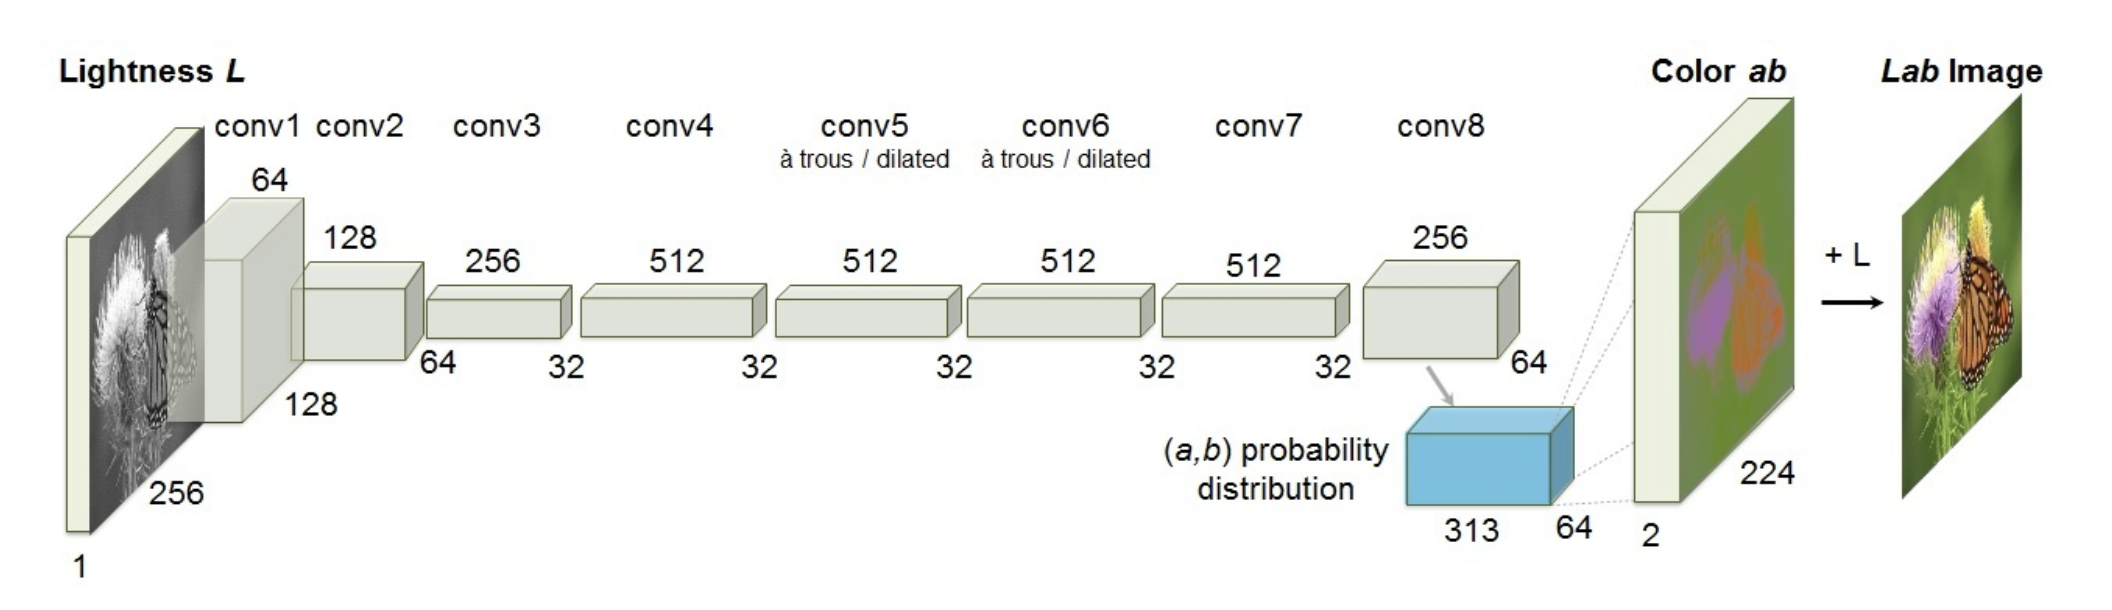 Lightness L
Color ab
Lab Image
conv1
conv2
conv3
conv4
conv5
à trous / dilated
conv6
à trous / dilated
conv7
conv8
64
128
256
512
512
512
512
256
+ L
128
64
32
32
32
32
32
64
256
1
(a,b) probability
distribution
313
64
2
224